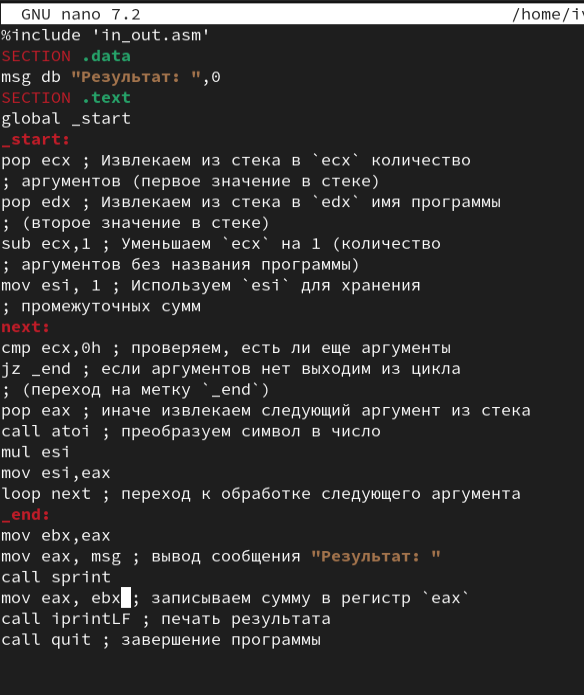 GNU nano 7.2 /home/iv
%include 'in_out.asm'
SECTION .data
msg db "Результат: ",0
SECTION .text
global _start
_start:
pop ecx ; Извлекаем из стека в `ecx` количество
; аргументов (первое значение в стеке)
pop edx ; Извлекаем из стека в `edx` имя программы
; (второе значение в стеке)
sub ecx,1 ; Уменьшаем `ecx` на 1 (количество
; аргументов без названия программы)
mov esi, 1 ; Используем `esi` для хранения
; промежуточных сумм
next:
cmp ecx,0h ; проверяем, есть ли еще аргументы
jz _end ; если аргументов нет выходим из цикла
; (переход на метку `_end`)
pop eax ; иначе извлекаем следующий аргумент из стека
call atoi ; преобразуем символ в число
mul esi
mov esi,eax
loop next ; переход к обработке следующего аргумента
_end:
mov ebx,eax
mov eax, msg ; вывод сообщения "Результат: "
call sprint
mov eax, ebx ; записываем сумму в регистр `eax`
call iprintLF ; печать результата
call quit ; завершение программы